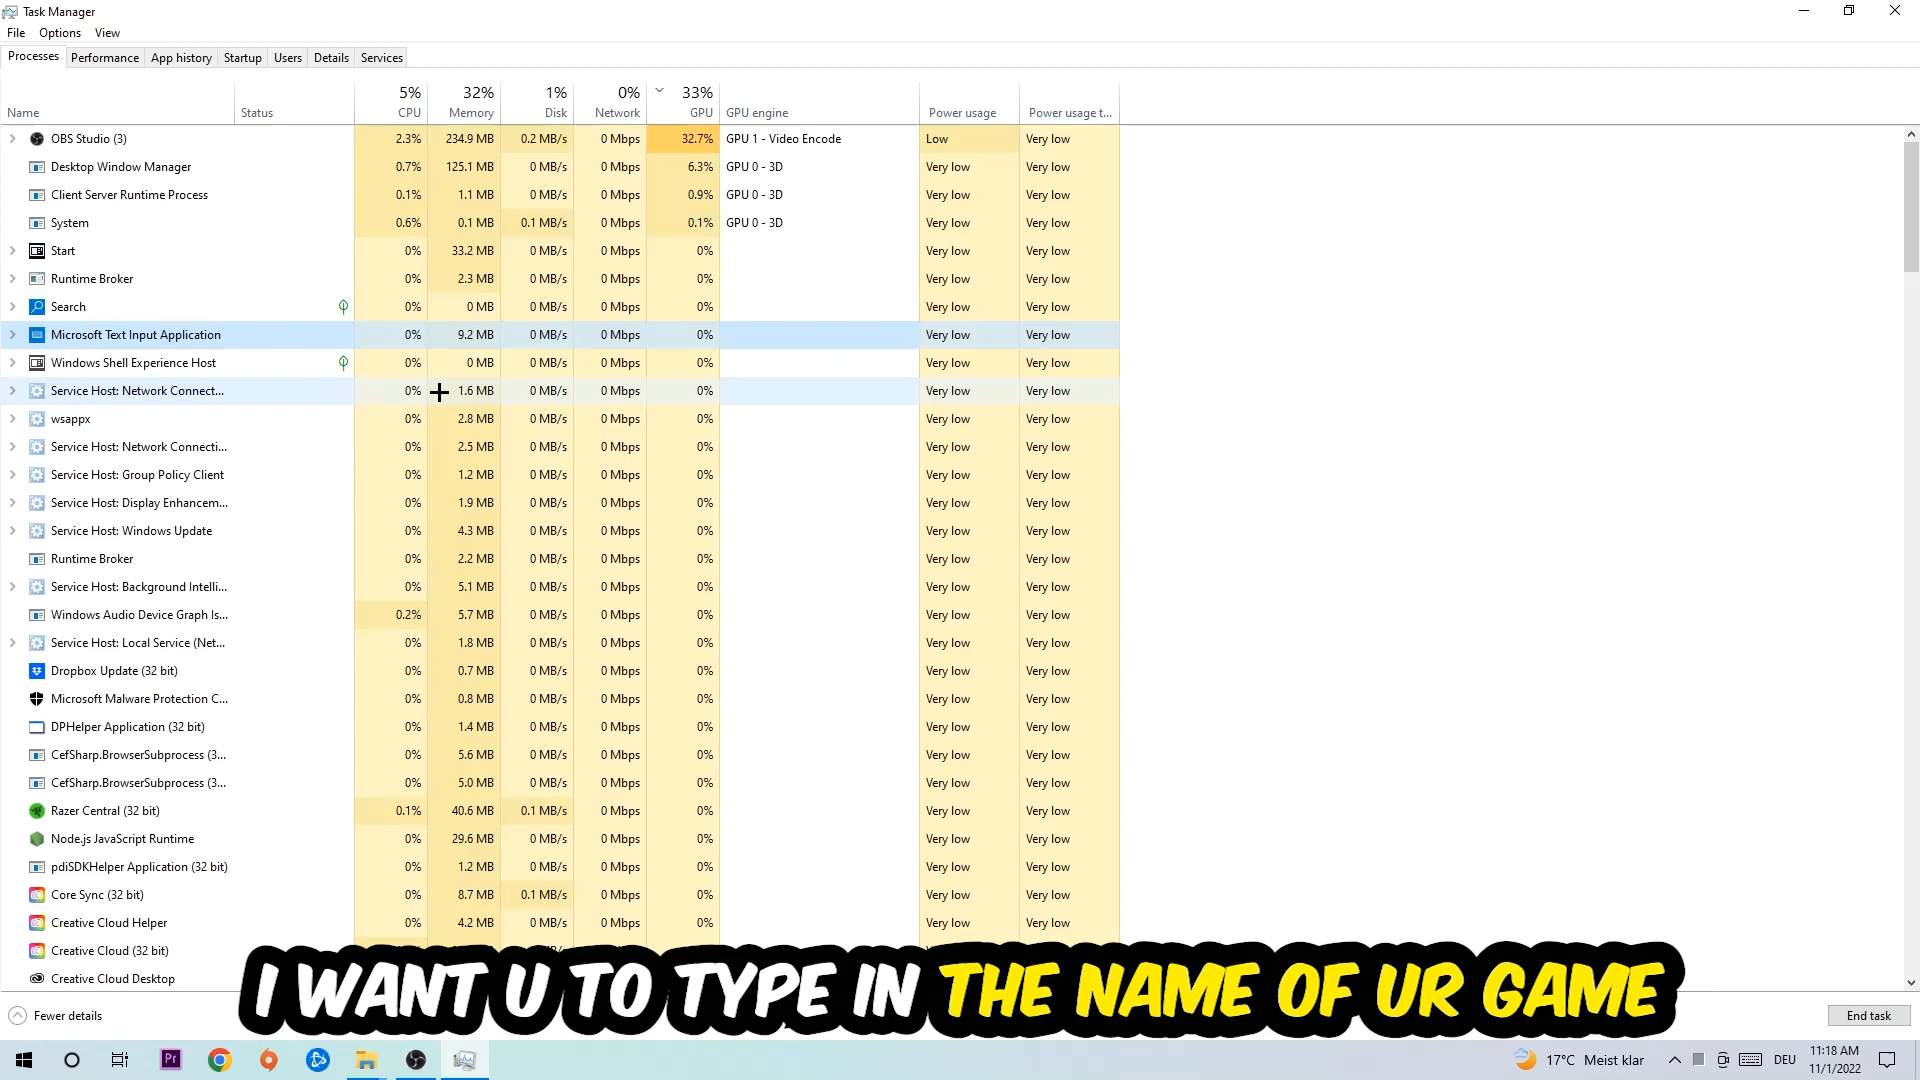 Task Manager
File Options View
Processes Performance App history Startup Users Details Services
5% 32% 1% 0% 33%
Name Status CPU Memory Disk Network GPU GPU engine Power usage Power usage t...
OBS Studio (3) 2.3% 234.9 MB 0.2 MB/s 0 Mbps 32.7% GPU 1 - Video Encode Low Very low
Desktop Window Manager 0.7% 125.1 MB 0 MB/s 0 Mbps 6.3% GPU 0 - 3D Very low Very low
Client Server Runtime Process 0.1% 1.1 MB 0 MB/s 0 Mbps 0.9% GPU 0 - 3D Very low Very low
System 0.6% 0.1 MB 0.1 MB/s 0 Mbps 0.1% GPU 0 - 3D Very low Very low
Start 0% 33.2 MB 0 MB/s 0 Mbps 0% Very low Very low
Runtime Broker 0% 2.3 MB 0 MB/s 0 Mbps 0% Very low Very low
Search 0% 0 MB 0 MB/s 0 Mbps 0% Very low Very low
Microsoft Text Input Application 0% 9.2 MB 0 MB/s 0 Mbps 0% Very low Very low
Windows Shell Experience Host 0% 0 MB 0 MB/s 0 Mbps 0% Very low Very low
Service Host: Network Connect... 0% 1.6 MB 0 MB/s 0 Mbps 0% Very low Very low
wsappx 0% 2.8 MB 0 MB/s 0 Mbps 0% Very low Very low
Service Host: Network Connecti... 0% 2.5 MB 0 MB/s 0 Mbps 0% Very low Very low
Service Host: Group Policy Client 0% 1.2 MB 0 MB/s 0 Mbps 0% Very low Very low
Service Host: Display Enhancem... 0% 1.9 MB 0 MB/s 0 Mbps 0% Very low Very low
Service Host: Windows Update 0% 4.3 MB 0 MB/s 0 Mbps 0% Very low Very low
Runtime Broker 0% 2.2 MB 0 MB/s 0 Mbps 0% Very low Very low
Service Host: Background Intelli... 0% 5.1 MB 0 MB/s 0 Mbps 0% Very low Very low
Windows Audio Device Graph Is... 0.2% 5.7 MB 0 MB/s 0 Mbps 0% Very low Very low
Service Host: Local Service (Net... 0% 1.8 MB 0 MB/s 0 Mbps 0% Very low Very low
Dropbox Update (32 bit) 0% 0.7 MB 0 MB/s 0 Mbps 0% Very low Very low
Microsoft Malware Protection C... 0% 0.8 MB 0 MB/s 0 Mbps 0% Very low Very low
DPHelper Application (32 bit) 0% 1.4 MB 0 MB/s 0 Mbps 0% Very low Very low
CefSharp.BrowserSubprocess (3... 0% 5.6 MB 0 MB/s 0 Mbps 0% Very low Very low
CefSharp.BrowserSubprocess (3... 0% 5.0 MB 0 MB/s 0 Mbps 0% Very low Very low
Razer Central (32 bit) 0.1% 40.6 MB 0.1 MB/s 0 Mbps 0% Very low Very low
Node.js JavaScript Runtime 0% 29.6 MB 0 MB/s 0 Mbps 0% Very low Very low
pdiSDKHelper Application (32 bit) 0% 1.2 MB 0 MB/s 0 Mbps 0% Very low Very low
Core Sync (32 bit) 0% 8.7 MB 0.1 MB/s 0 Mbps 0% Very low Very low
Creative Cloud Helper 0% 4.2 MB 0 MB/s 0 Mbps 0% Very low Very low
Creative Cloud (32 bit)
Creative Cloud Desktop
I WANT U TO TYPE IN THE NAME OF UR GAME
Fewer details End task
Pr 17°C Meist klar DEU 11:18 AM
11/1/2022